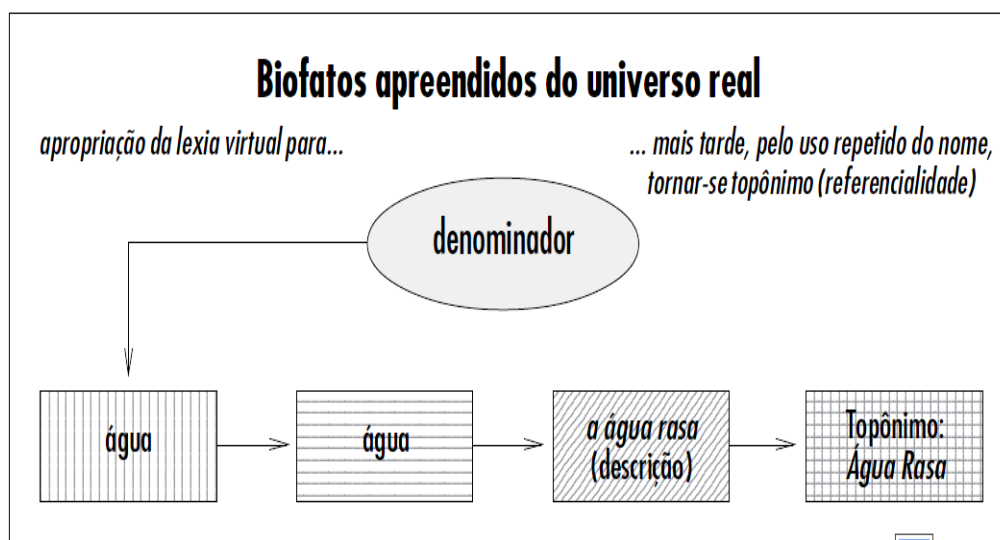 Biofatos apreendidos do universo real
apropriação da lexia virtual para...
... mais tarde, pelo uso repetido do nome,
tornar-se topônimo (referencialidade)
denominador
água
água
a água rasa
(descrição)
Topônimo:
Água Rasa